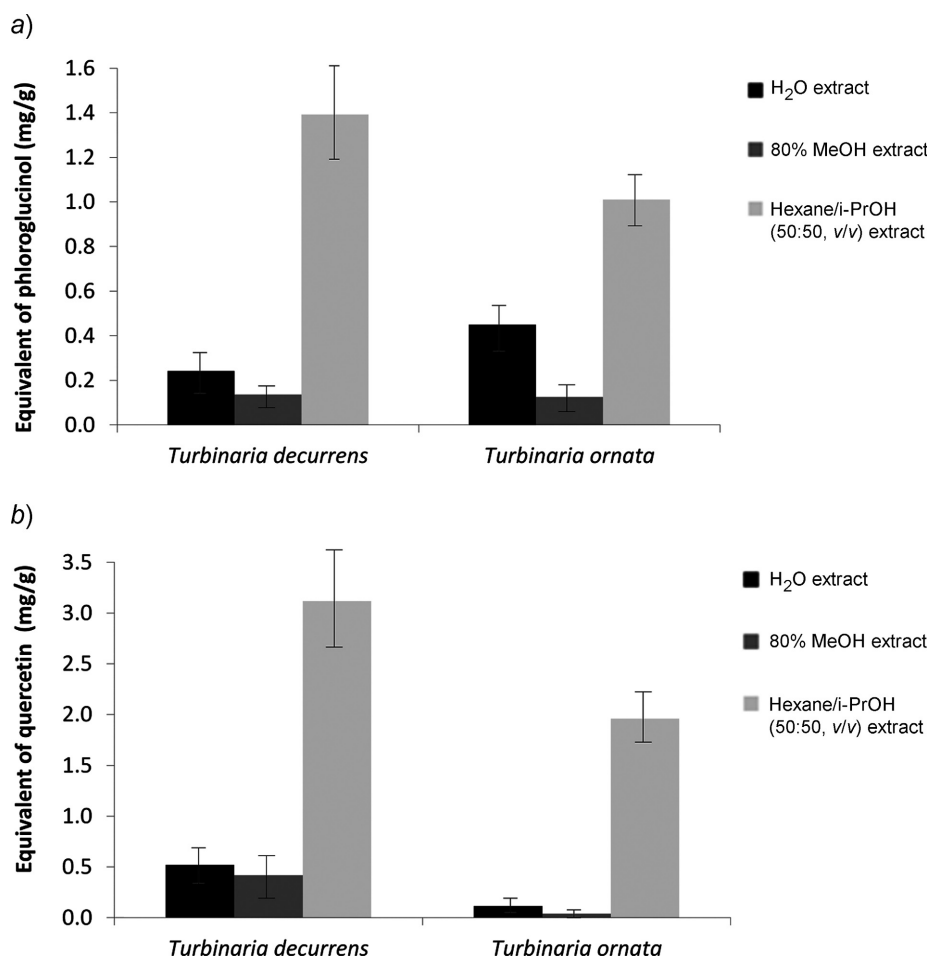 a)
Equivalent of phloroglucinol (mg/g)
1.6
1.4
1.2
1.0
0.8
0.6
0.4
0.2
0.0
Turbinaria decurrens
Turbinaria ornata
H₂O extract
80% MeOH extract
Hexane/i-PrOH
(50:50, v/v) extract
b)
Equivalent of quercetin (mg/g)
3.5
3.0
2.5
2.0
1.5
1.0
0.5
0.0
Turbinaria decurrens
Turbinaria ornata
H₂O extract
80% MeOH extract
Hexane/i-PrOH
(50:50, v/v) extract